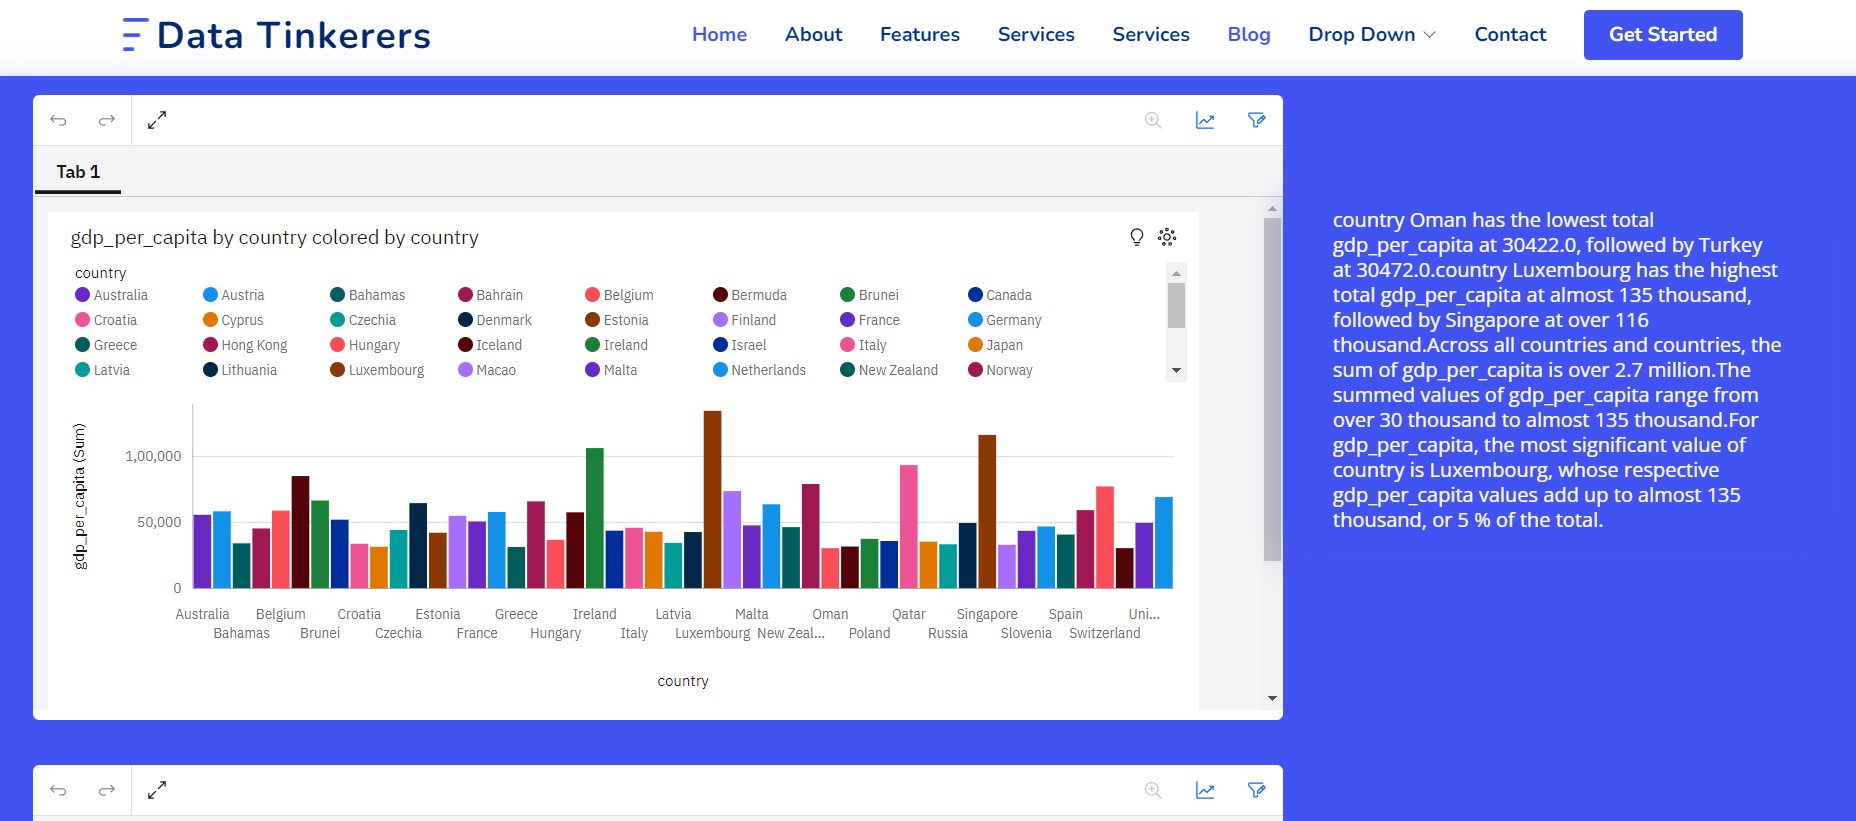 Data Tinkerers
Home About Features Services Services Blog Drop Down Contact Get Started
Tab 1
gdp_per_capita by country colored by country
country
Australia Austria Bahamas Bahrain Belgium Bermuda Brunei Canada
Croatia Cyprus Czechia Denmark Estonia Finland France Germany
Greece Hong Kong Hungary Iceland Ireland Israel Italy Japan
Latvia Lithuania Luxembourg Macao Malta Netherlands New Zealand Norway
gdp_per_capita (Sum)
1,00,000
50,000
0
Australia Belgium Croatia Estonia Greece Ireland Latvia Malta Oman Qatar Singapore Spain Uni...
Bahamas Brunei Czechia France Hungary Italy Luxembourg New Zeal... Poland Russia Slovenia Switzerland
country
country Oman has the lowest total
gdp_per_capita at 30422.0, followed by Turkey
at 30472.0.country Luxembourg has the highest
total gdp_per_capita at almost 135 thousand,
followed by Singapore at over 116
thousand.Across all countries and countries, the
sum of gdp_per_capita is over 2.7 million.The
summed values of gdp_per_capita range from
over 30 thousand to almost 135 thousand.For
gdp_per_capita, the most significant value of
country is Luxembourg, whose respective
gdp_per_capita values add up to almost 135
thousand, or 5 % of the total.